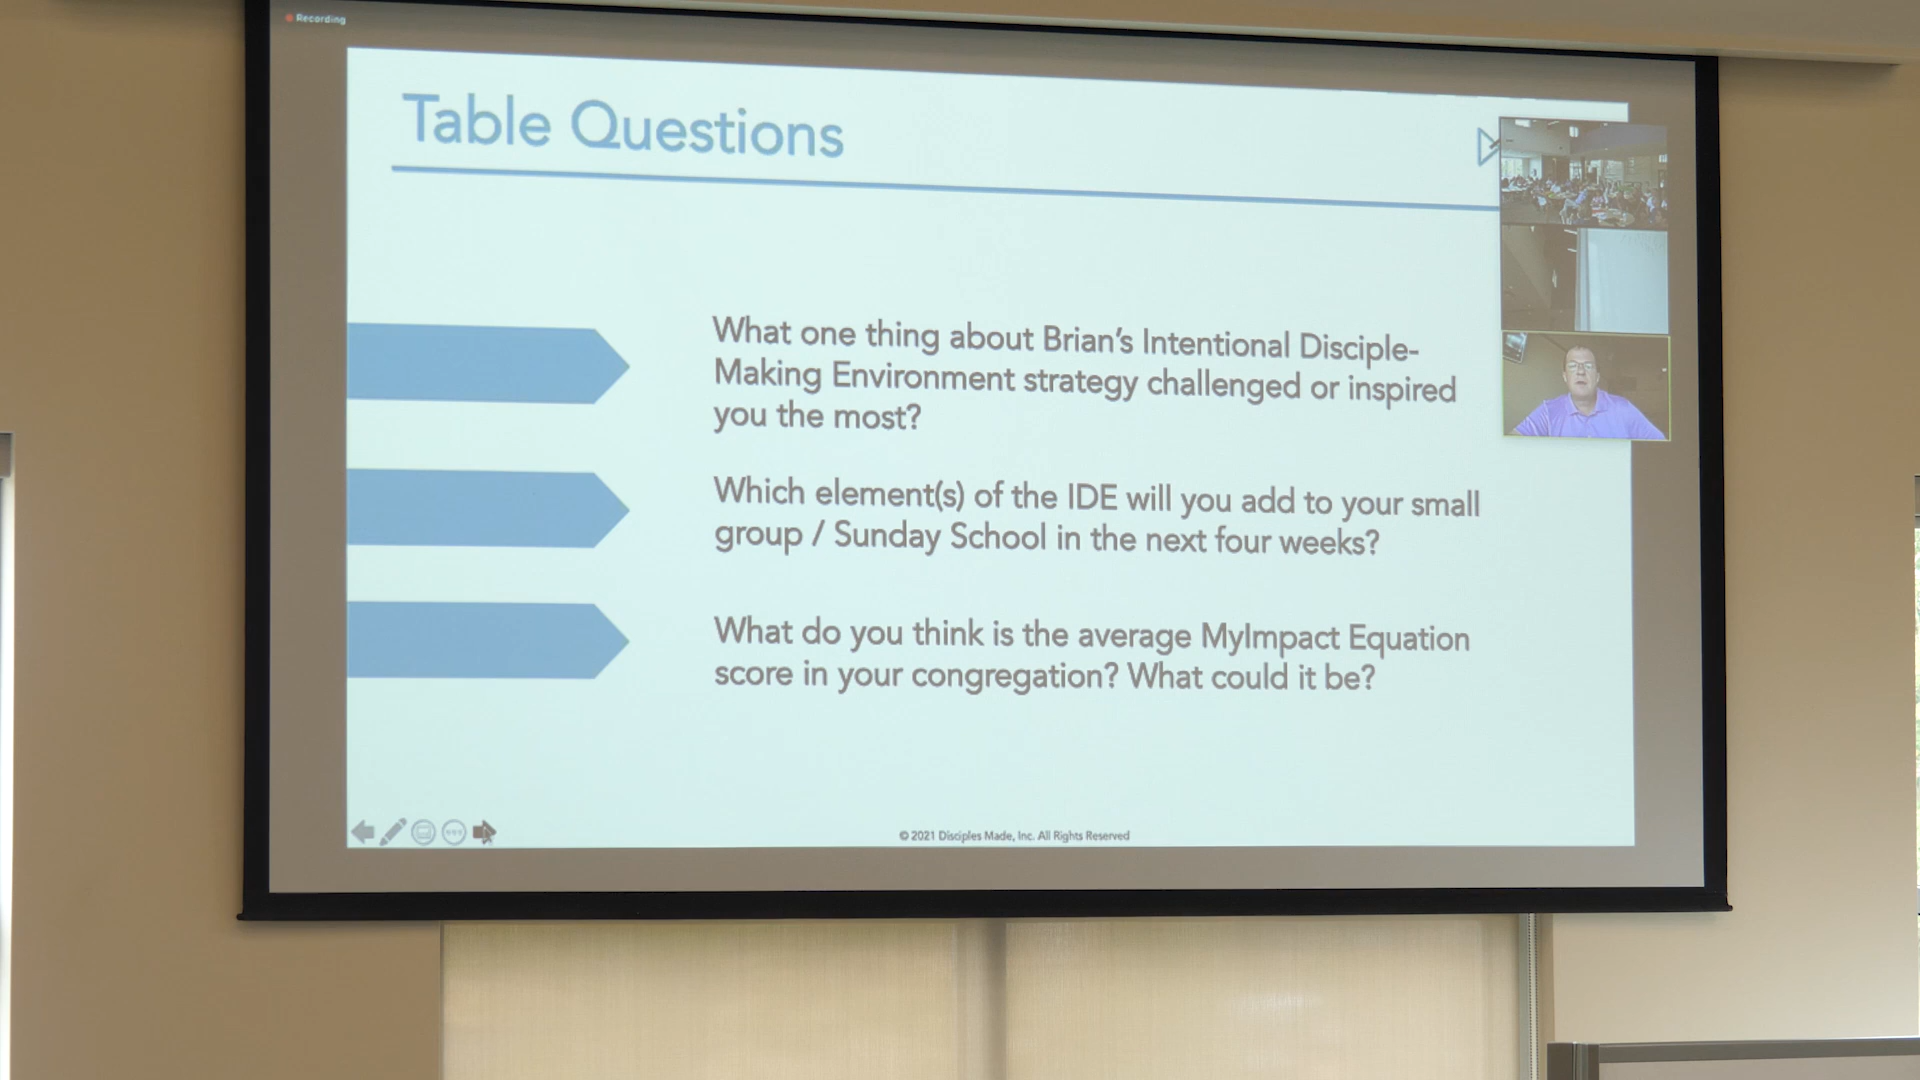 Recording
Table Questions
What one thing about Brian's Intentional Disciple-
Making Environment strategy challenged or inspired
you the most?
Which element(s) of the IDE will you add to your small
group / Sunday School in the next four weeks?
What do you think is the average MyImpact Equation
score in your congregation? What could it be?
© 2021 Disciples Made, Inc. All Rights Reserved